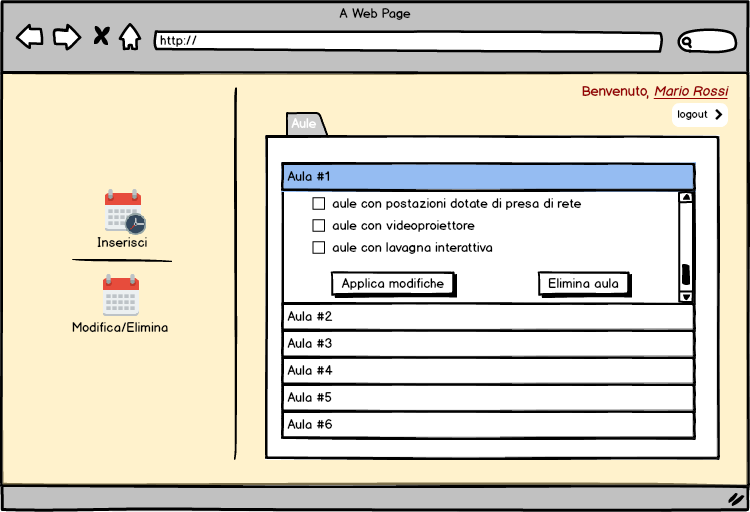 A Web Page
http://
Benvenuto, Mario Rossi
logout
Aule
Aula #1
aule con postazioni dotate di presa di rete
aule con videoproiettore
aule con lavagna interattiva
Applica modifiche
Elimina aula
Aula #2
Aula #3
Aula #4
Aula #5
Aula #6
Inserisci
Modifica/Elimina